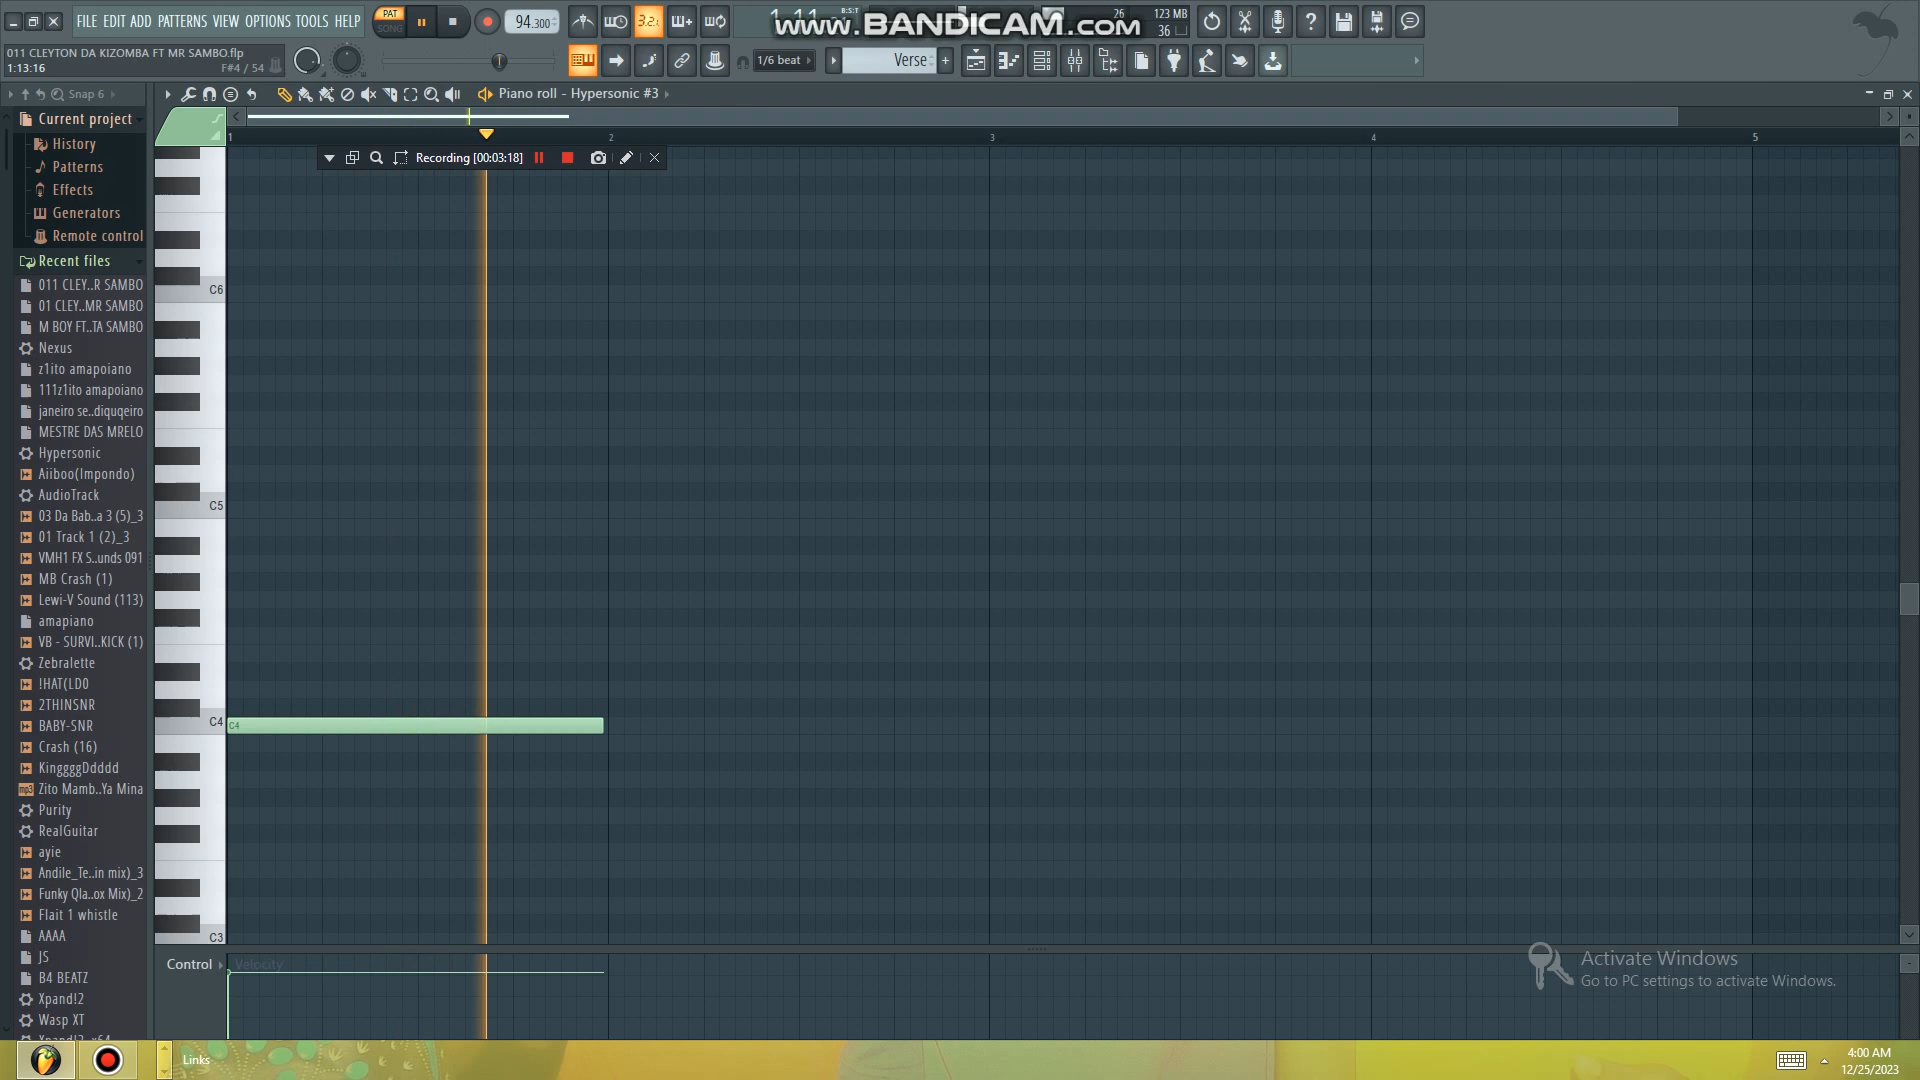 FILE EDIT ADD PATTERNS VIEW OPTIONS TOOLS HELP
PAT
SONG
94.300
3.2.
B:S:T
www.BANDICAM.com
26
123 MB
36
011 CLEYTON DA KIZOMBA FT MR SAMBO.flp
1:13:16
F#4 / 54
1/6 beat
Verse
Snap 6
Piano roll - Hypersonic #3
Current project
1
2
3
4
5
Recording [00:03:18]
History
Patterns
Effects
Generators
Remote control
Recent files
011 CLEY..R SAMBO
01 CLEY..MR SAMBO
M BOY FT..TA SAMBO
Nexus
z1ito amapoiano
111z1ito amapoiano
janeiro se..diquqeiro
MESTRE DAS MRELO
Hypersonic
Aiiboo(Impondo)
AudioTrack
03 Da Bab..a 3 (5)_3
01 Track 1 (2)_3
VMH1 FX S..unds 091
MB Crash (1)
Lewi-V Sound (113)
amapiano
VB - SURVI..KICK (1)
Zebralette
!HAT(LD0
2THINSNR
BABY-SNR
Crash (16)
KinggggDdddd
mp3 Zito Mamb..Ya Mina
Purity
RealGuitar
ayie
Andile_Te..in mix)_3
Funky Qla..ox Mix)_2
Flait 1 whistle
AAAA
JS
B4 BEATZ
Xpand!2
Wasp XT
C6
C5
C4
C4
C3
Control
Velocity
Activate Windows
Go to PC settings to activate Windows.
Links
4:00 AM
12/25/2023